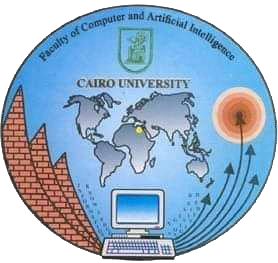 Faculty of Computer and Artificial Intelligence
CAIRO UNIVERSITY